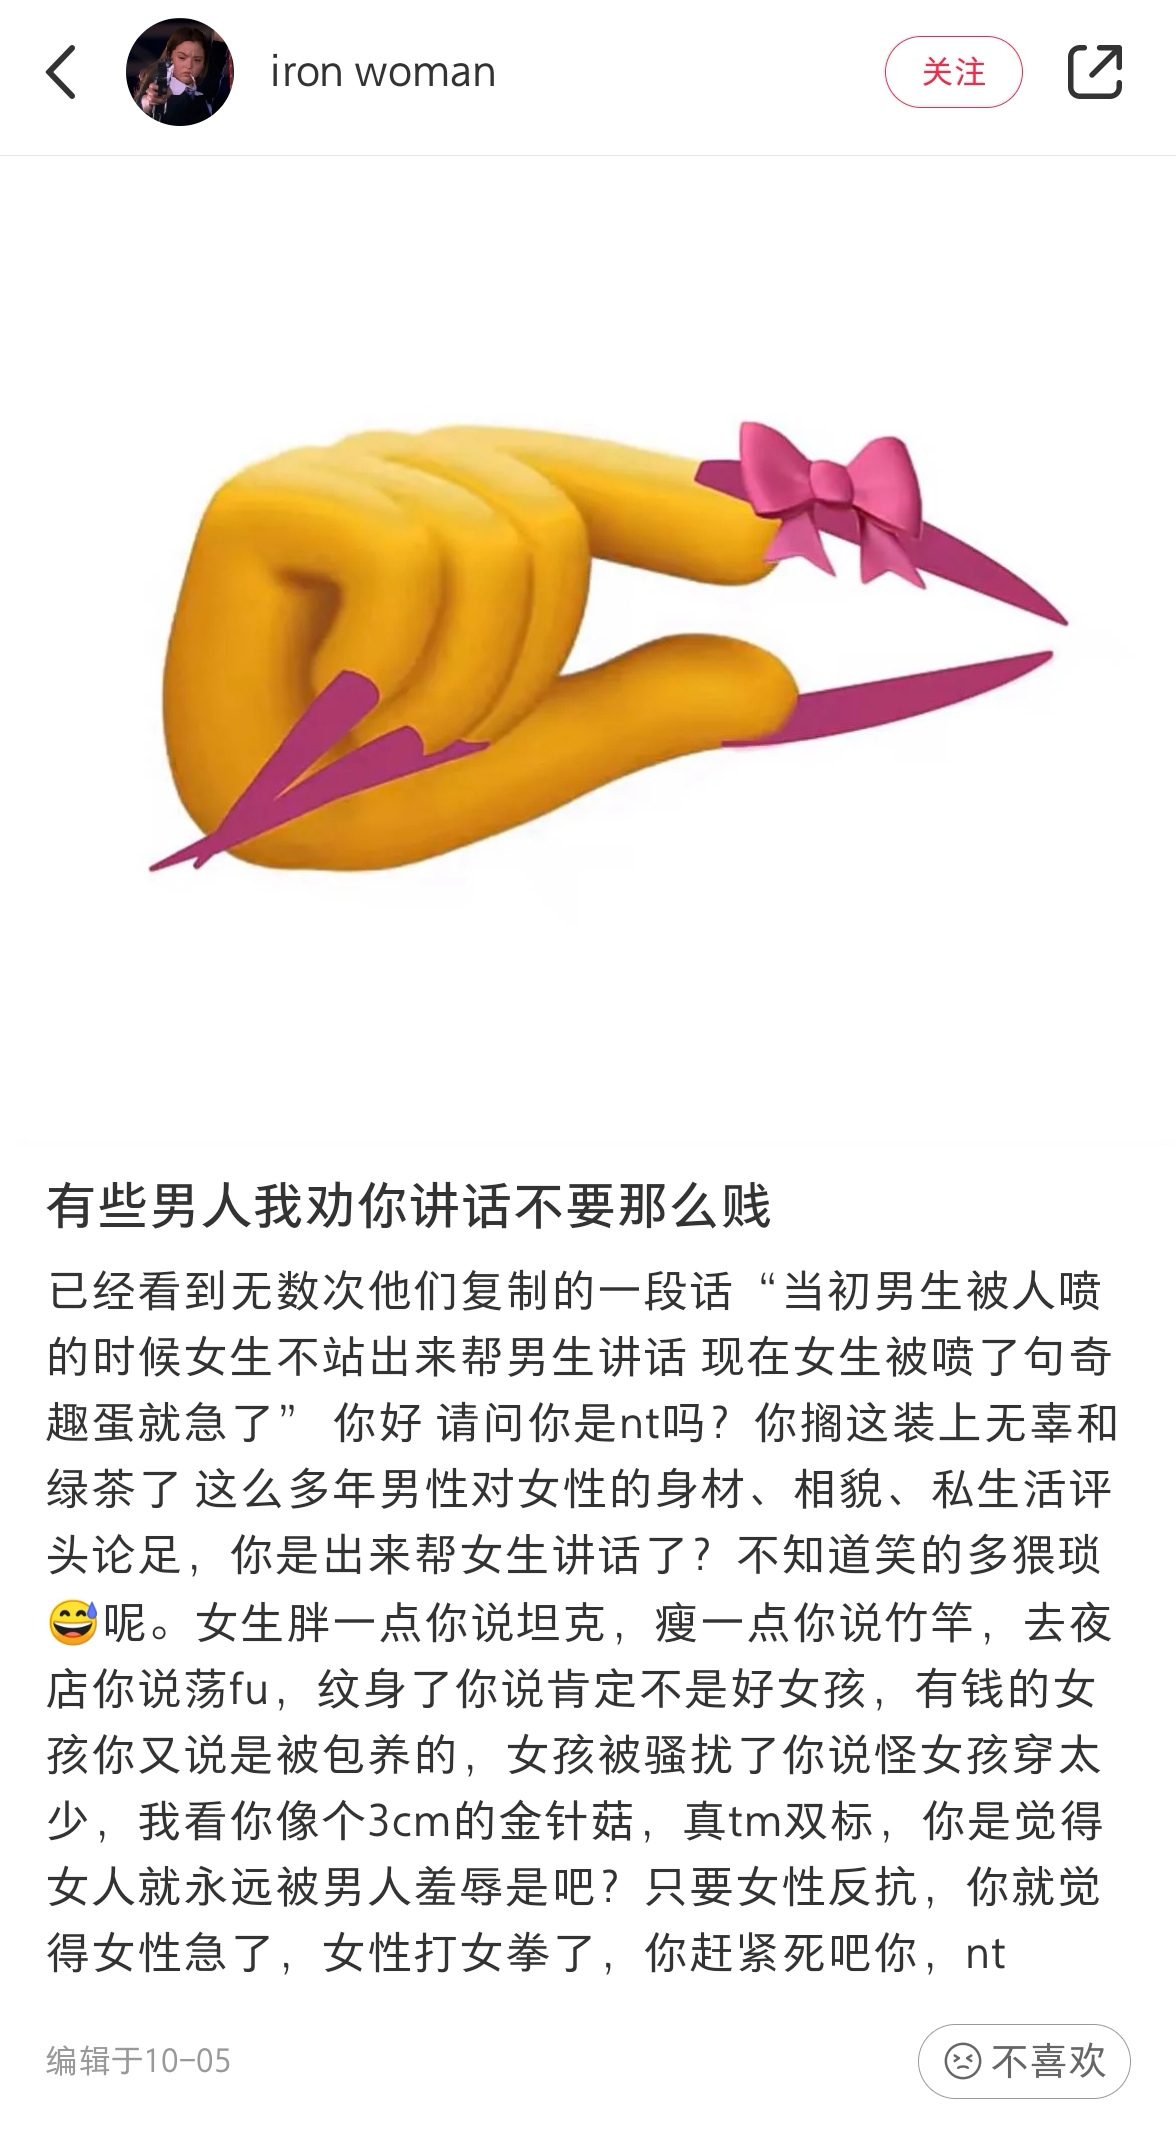 iron woman
关注
有些男人我劝你讲话不要那么贱
已经看到无数次他们复制的一段话“当初男生被人喷
的时候女生不站出来帮男生讲话 现在女生被喷了句奇
趣蛋就急了” 你好 请问你是nt吗？你搁这装上无辜和
绿茶了 这么多年男性对女性的身材、相貌、私生活评
头论足，你是出来帮女生讲话了？不知道笑的多猥琐
😅呢。女生胖一点你说坦克，瘦一点你说竹竿，去夜
店你说荡fu，纹身了你说肯定不是好女孩，有钱的女
孩你又说是被包养的，女孩被骚扰了你说怪女孩穿太
少，我看你像个3cm的金针菇，真tm双标，你是觉得
女人就永远被男人羞辱是吧？只要女性反抗，你就觉
得女性急了，女性打女拳了，你赶紧死吧你，nt
编辑于10-05
不喜欢